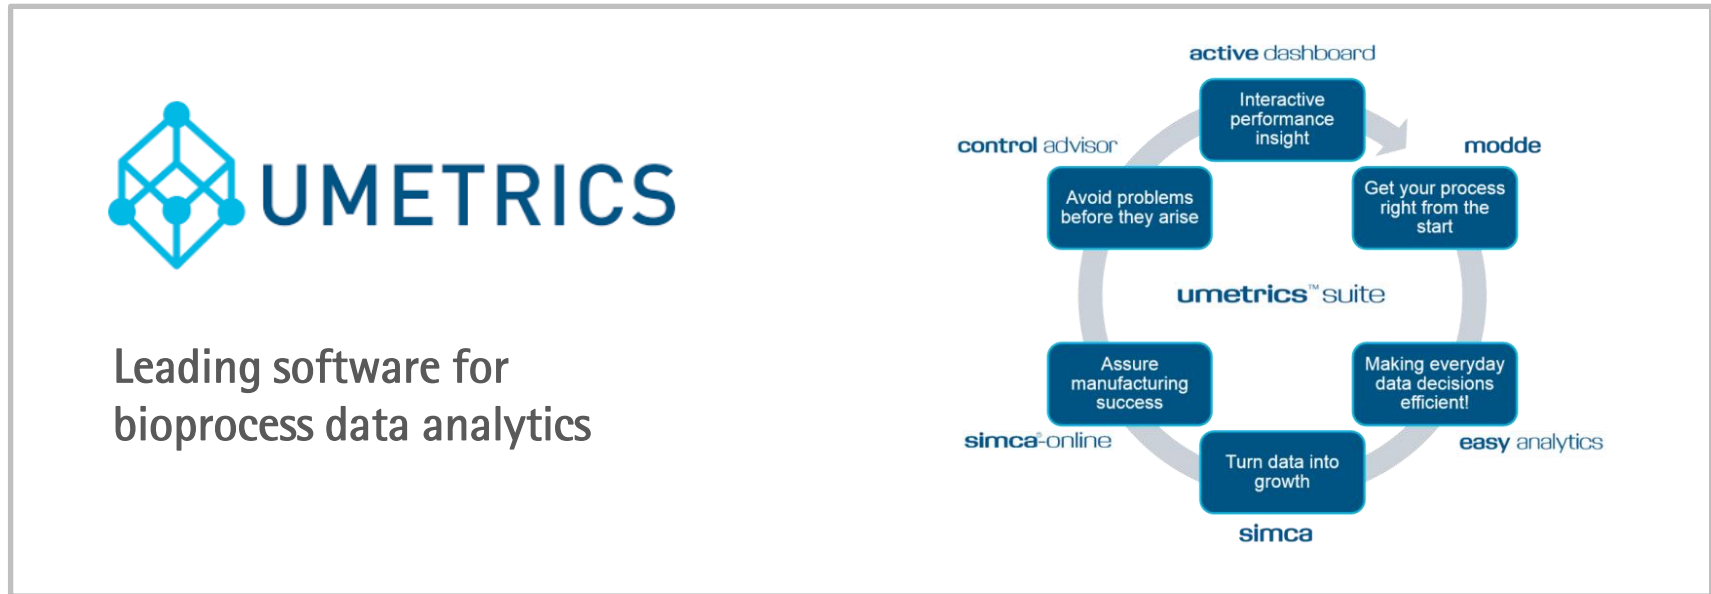 UMETRICS
Leading software for
bioprocess data analytics
active dashboard
Interactive
performance
insight
control advisor
modde
Avoid problems
before they arise
Get your process
right from the
start
umetrics™ suite
Assure
manufacturing
success
Making everyday
data decisions
efficient!
simca®-online
easy analytics
Turn data into
growth
simca